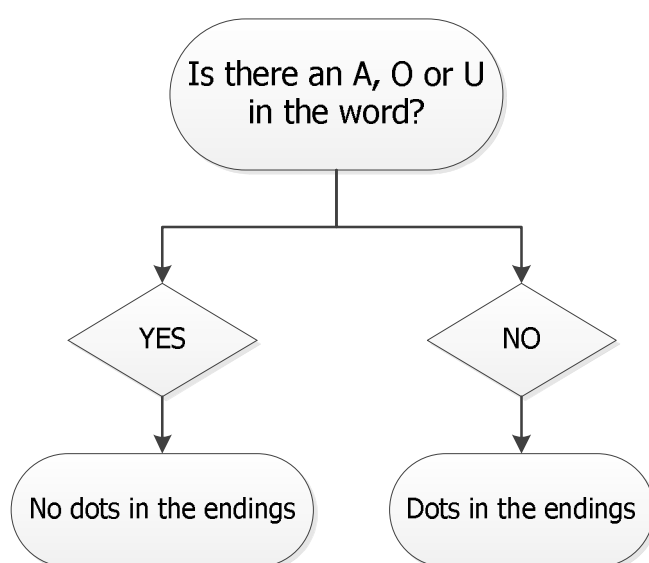 Is there an A, O or U
in the word?
YES
NO
No dots in the endings
Dots in the endings